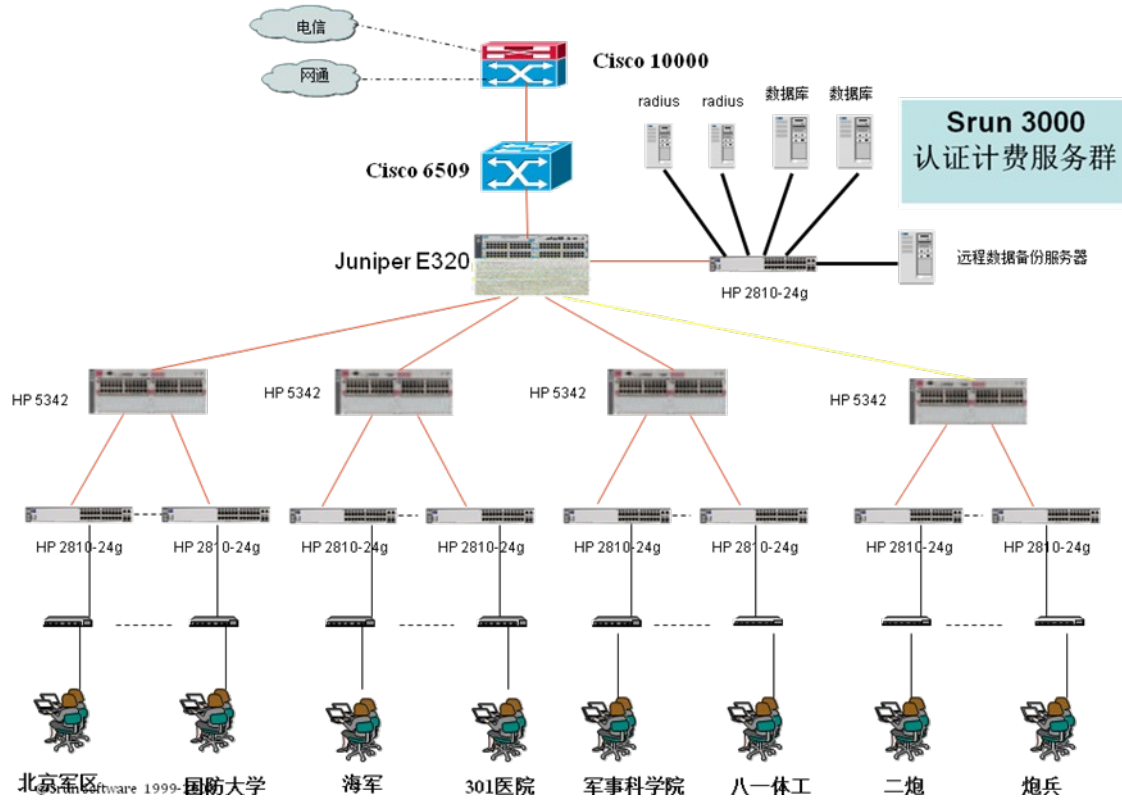 电信
网通
Cisco 10000
Cisco 6509
radius
radius
数据库
数据库
Srun 3000
认证计费服务群
Juniper E320
远程数据备份服务器
HP 2810-24g
HP 5342
HP 5342
HP 5342
HP 5342
HP 2810-24g
HP 2810-24g
HP 2810-24g
HP 2810-24g
HP 2810-24g
HP 2810-24g
HP 2810-24g
HP 2810-24g
北京军区
国防大学
海军
301医院
军事科学院
八一体工
二炮
炮兵
©Srun Software 1999-